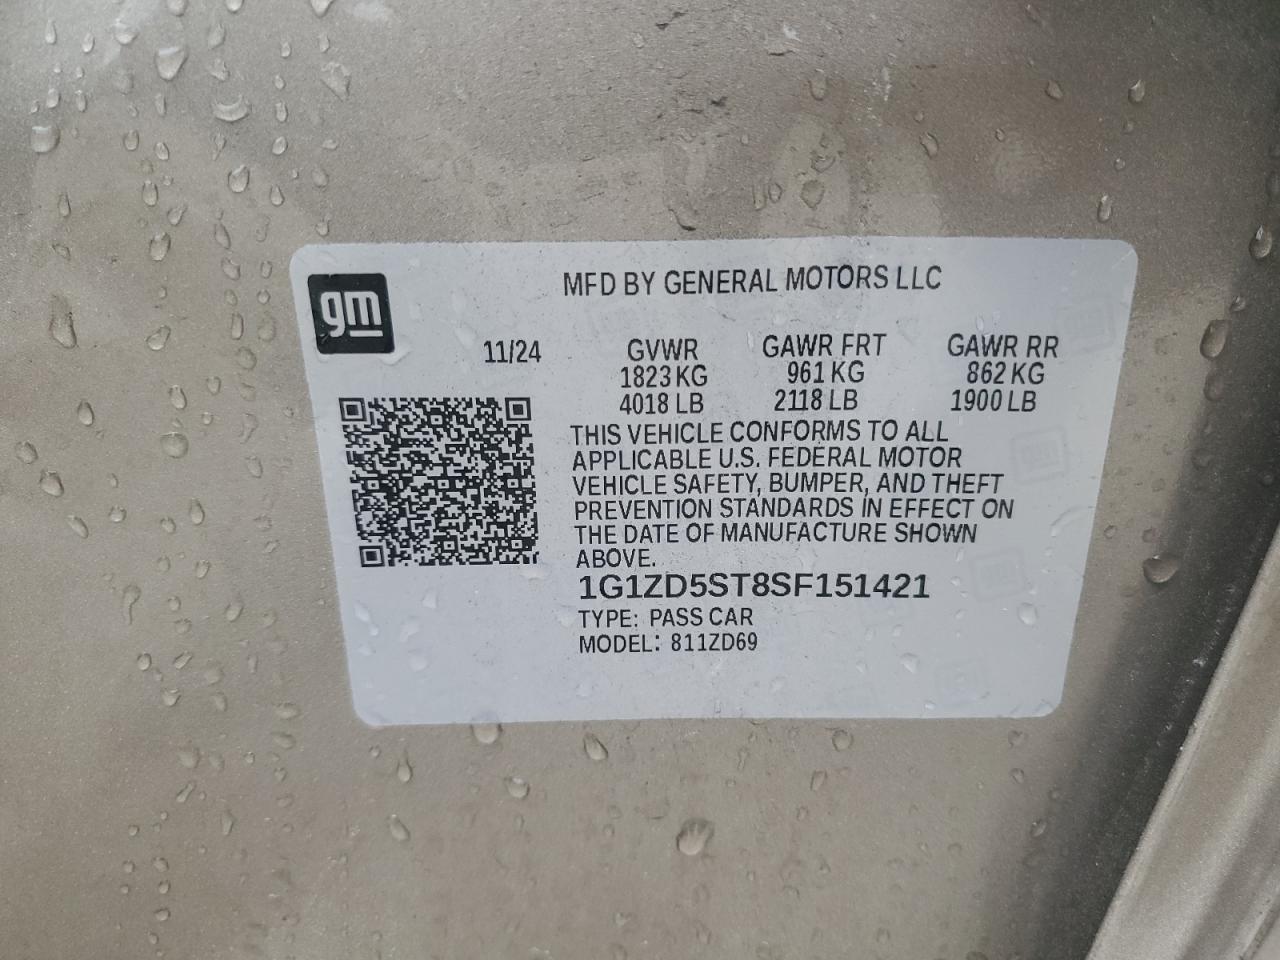 gm
MFD BY GENERAL MOTORS LLC
11/24 GVWR GAWR FRT GAWR RR
1823 KG 961 KG 862 KG
4018 LB 2118 LB 1900 LB
THIS VEHICLE CONFORMS TO ALL
APPLICABLE U.S. FEDERAL MOTOR
VEHICLE SAFETY, BUMPER, AND THEFT
PREVENTION STANDARDS IN EFFECT ON
THE DATE OF MANUFACTURE SHOWN
ABOVE.
1G1ZD5ST8SF151421
TYPE: PASS CAR
MODEL: 811ZD69